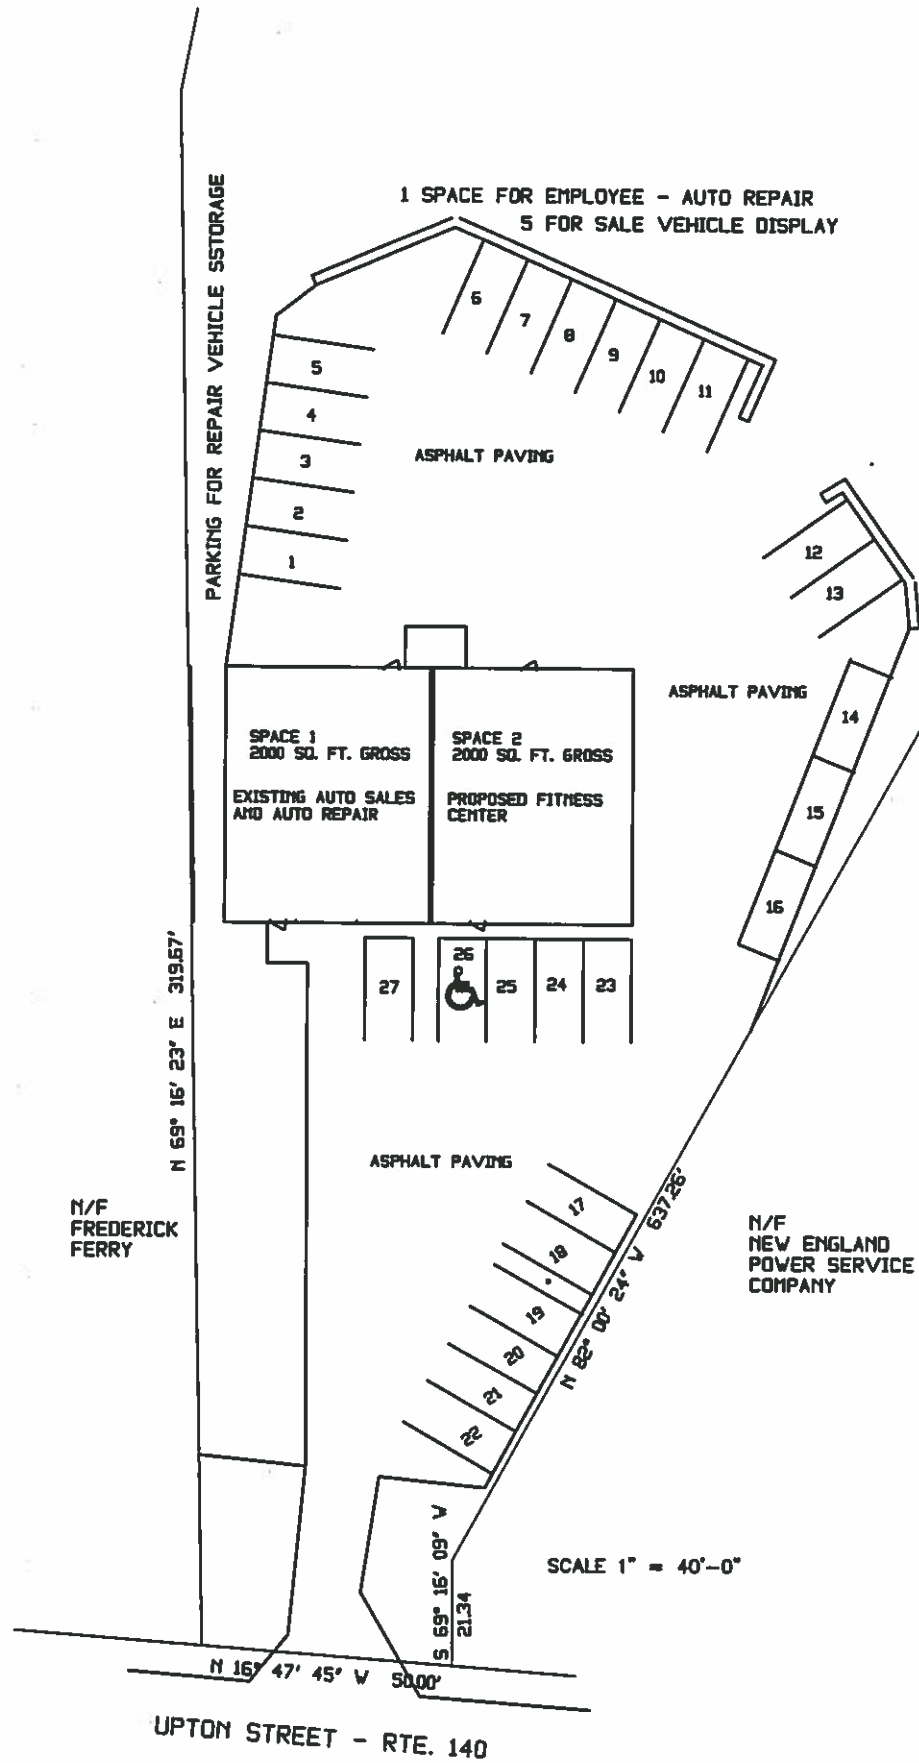 1 SPACE FOR EMPLOYEE - AUTO REPAIR
5 FOR SALE VEHICLE DISPLAY
PARKING FOR REPAIR VEHICLE SSTORAGE
6
7
8
9
10
11
5
4
3
2
1
ASPHALT PAVING
12
13
ASPHALT PAVING
14
15
16
SPACE 1
2000 SQ. FT. GROSS
EXISTING AUTO SALES
AND AUTO REPAIR
SPACE 2
2000 SQ. FT. GROSS
PROPOSED FITNESS
CENTER
27
26
25
24
23
N 69° 16' 23" E 319.67'
ASPHALT PAVING
17
18
19
20
21
22
N 82° 00' 24" W 637.26'
N/F
FREDERICK
FERRY
N/F
NEW ENGLAND
POWER SERVICE
COMPANY
S 69° 16' 09" W
21.34
SCALE 1" = 40'-0"
N 16° 47' 45" W 50.00'
UPTON STREET - RTE. 140